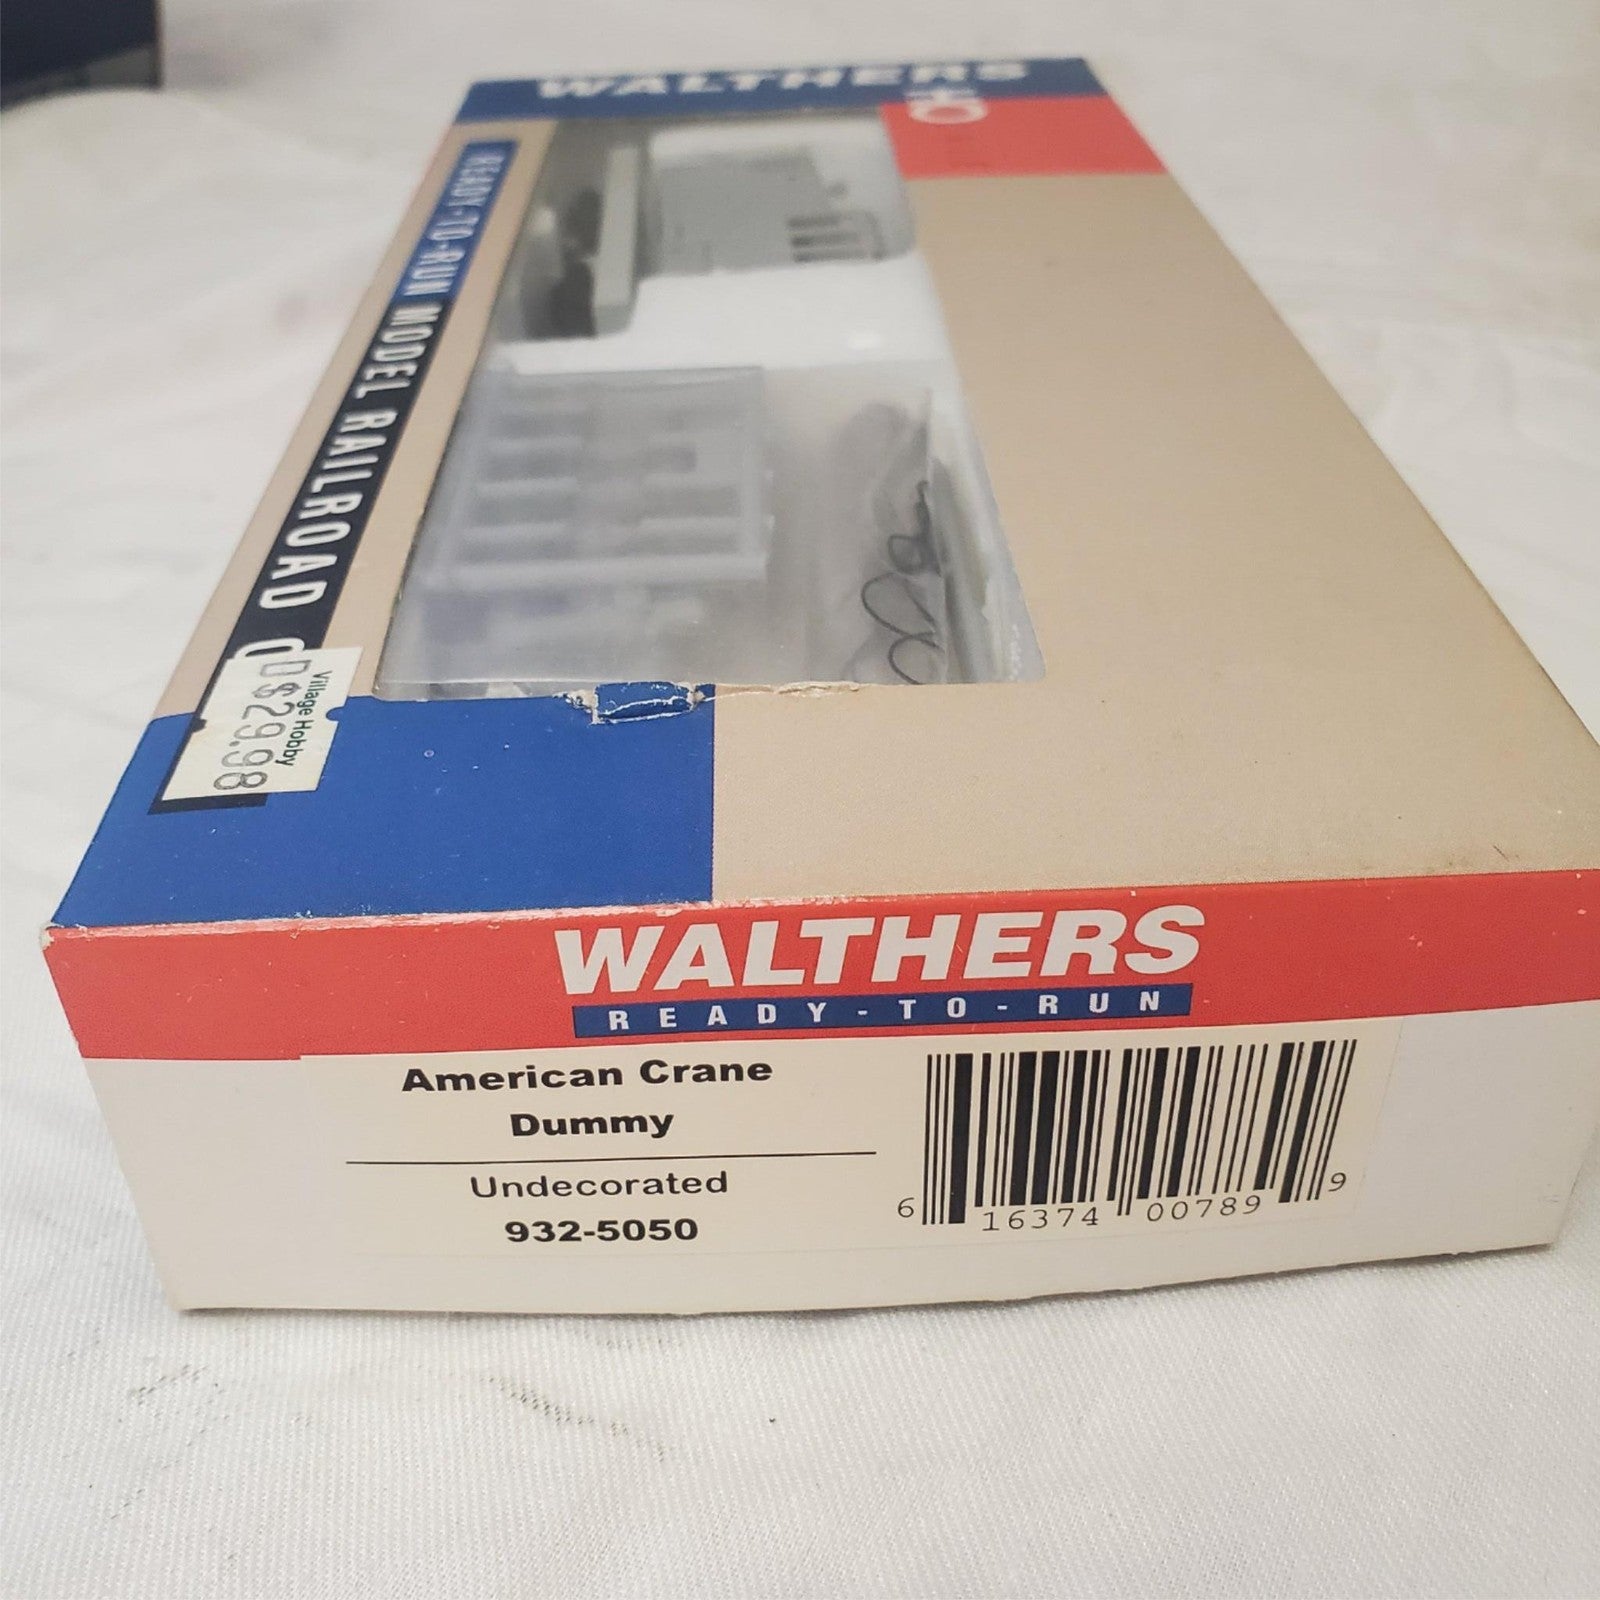 WALTHERS
READY-TO-RUN MODEL RAILROAD
Village Hobby
D$29.98
WALTHERS
READY-TO-RUN
American Crane
Dummy
Undecorated
932-5050
6 16374 00789 9